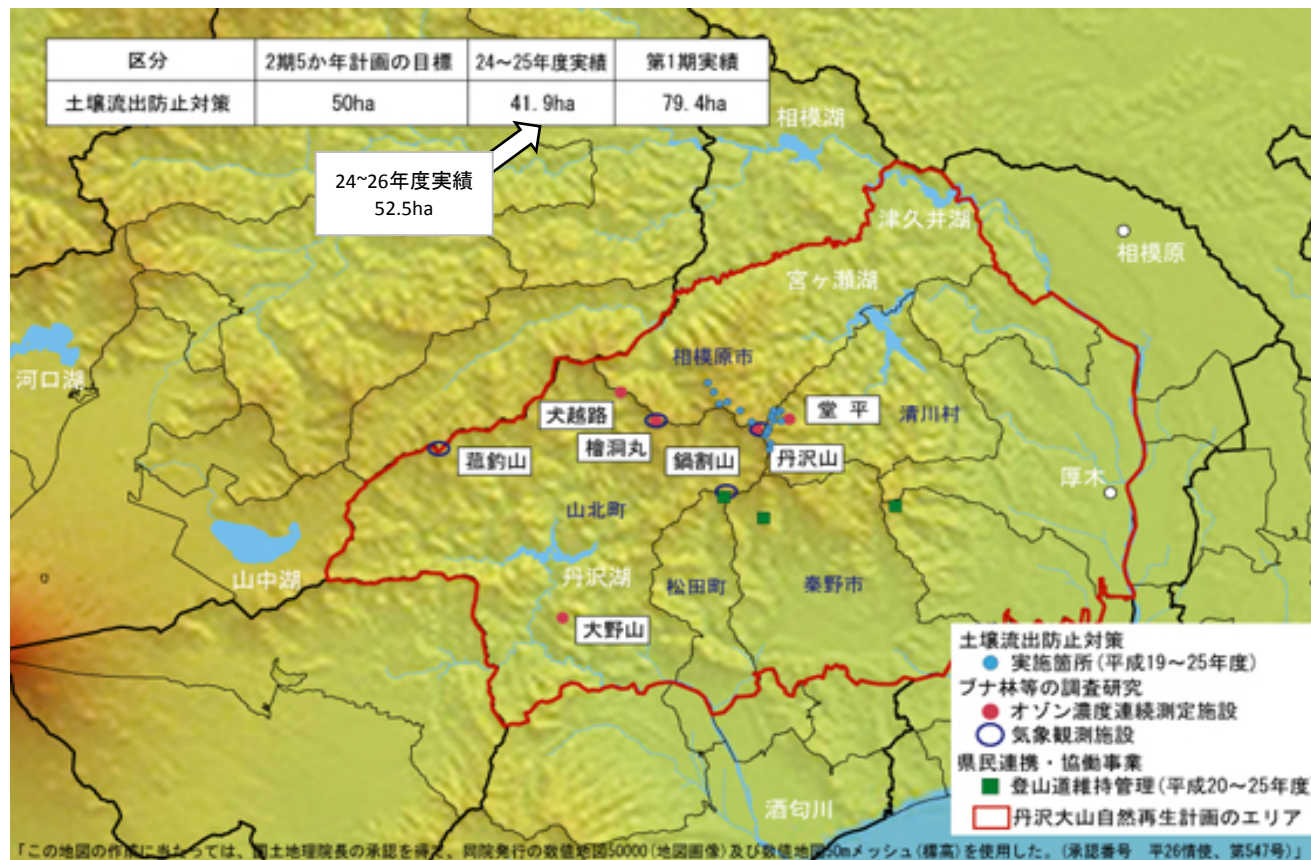 区分 2期5か年計画の目標 24～25年度実績 第1期実績
土壌流出防止対策 50ha 41.9ha 79.4ha
24~26年度実績
52.5ha
相模湖
津久井湖
相模原
宮ヶ瀬湖
河口湖
相模原市
犬越路
堂 平
清川村
檜洞丸
鍋割山
丹沢山
菰釣山
厚木
山北町
山中湖
丹沢湖
松田町
秦野市
大野山
酒匂川
土壌流出防止対策
実施箇所(平成19～25年度)
ブナ林等の調査研究
オゾン濃度連続測定施設
気象観測施設
県民連携・協働事業
登山道維持管理(平成20～25年度
丹沢大山自然再生計画のエリア
「この地図の作成に当たっては、国土地理院長の承認を得て、同院発行の数値地図50000(地図画像)及び数値地図50mメッシュ(標高)を使用した。(承認番号 平26情使、第547号)」